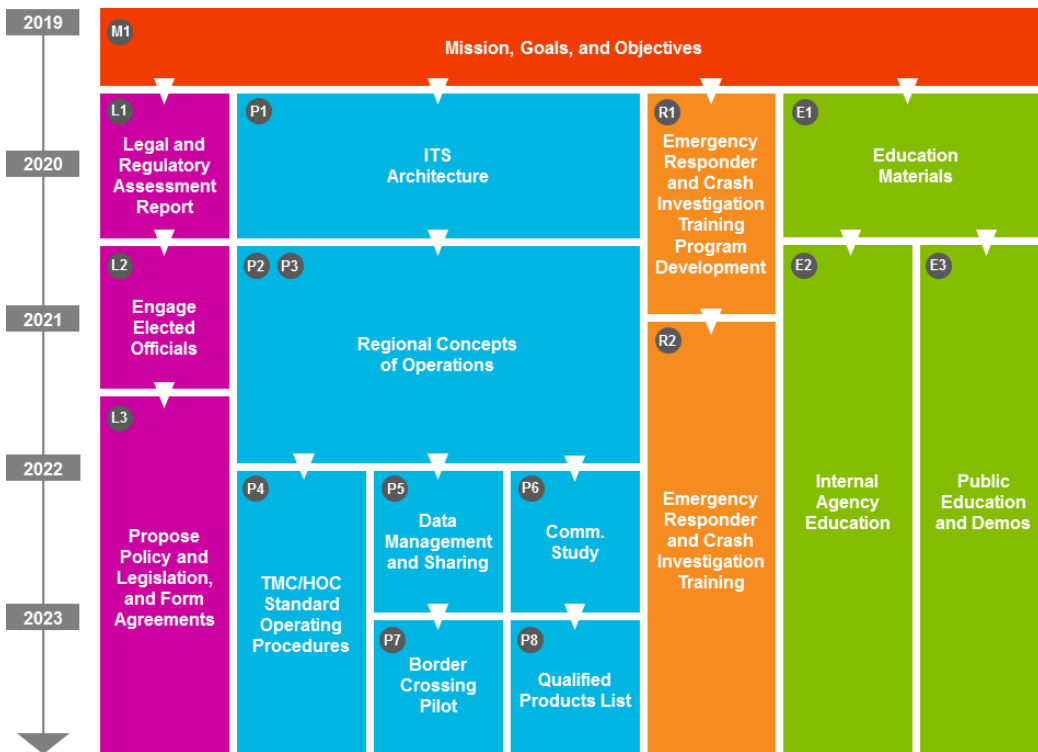 2019
M1
Mission, Goals, and Objectives
L1
Legal and
Regulatory
Assessment
Report
P1
ITS
Architecture
R1
Emergency
Responder
and Crash
Investigation
Training
Program
Development
E1
Education
Materials
2020
L2
Engage
Elected
Officials
P2 P3
Regional Concepts
of Operations
E2
Internal
Agency
Education
E3
Public
Education
and Demos
2021
R2
Emergency
Responder
and Crash
Investigation
Training
L3
Propose
Policy and
Legislation,
and Form
Agreements
2022
P4
TMC/HOC
Standard
Operating
Procedures
P5
Data
Management
and Sharing
P6
Comm.
Study
2023
P7
Border
Crossing
Pilot
P8
Qualified
Products List